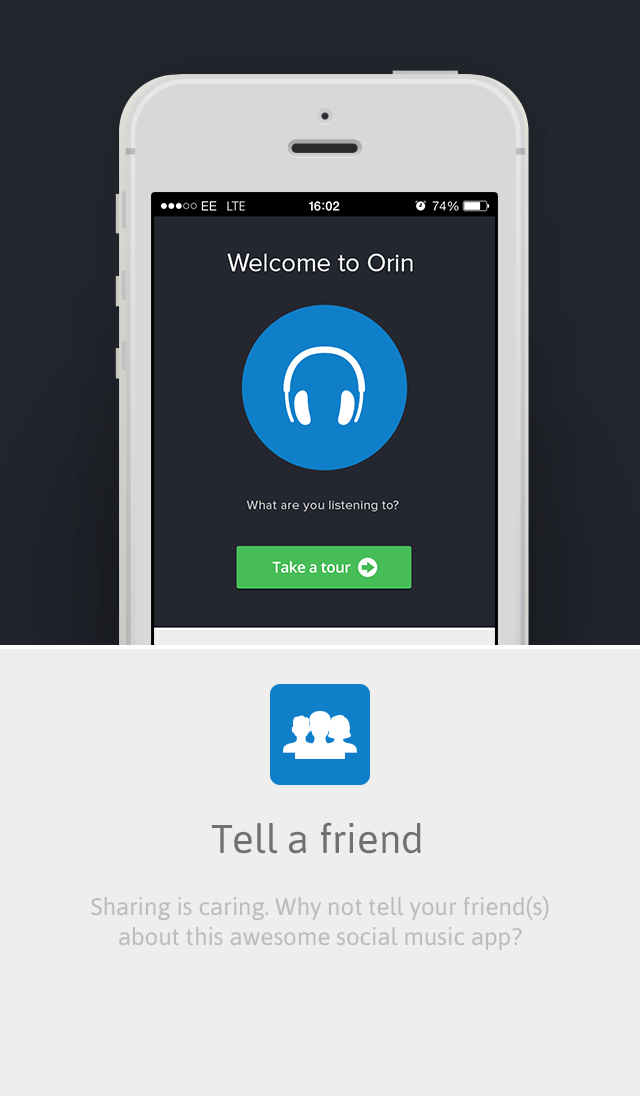 ●●●○○ EE LTE 16:02 74%
Welcome to Orin
What are you listening to?
Take a tour
Tell a friend
Sharing is caring. Why not tell your friend(s)
about this awesome social music app?